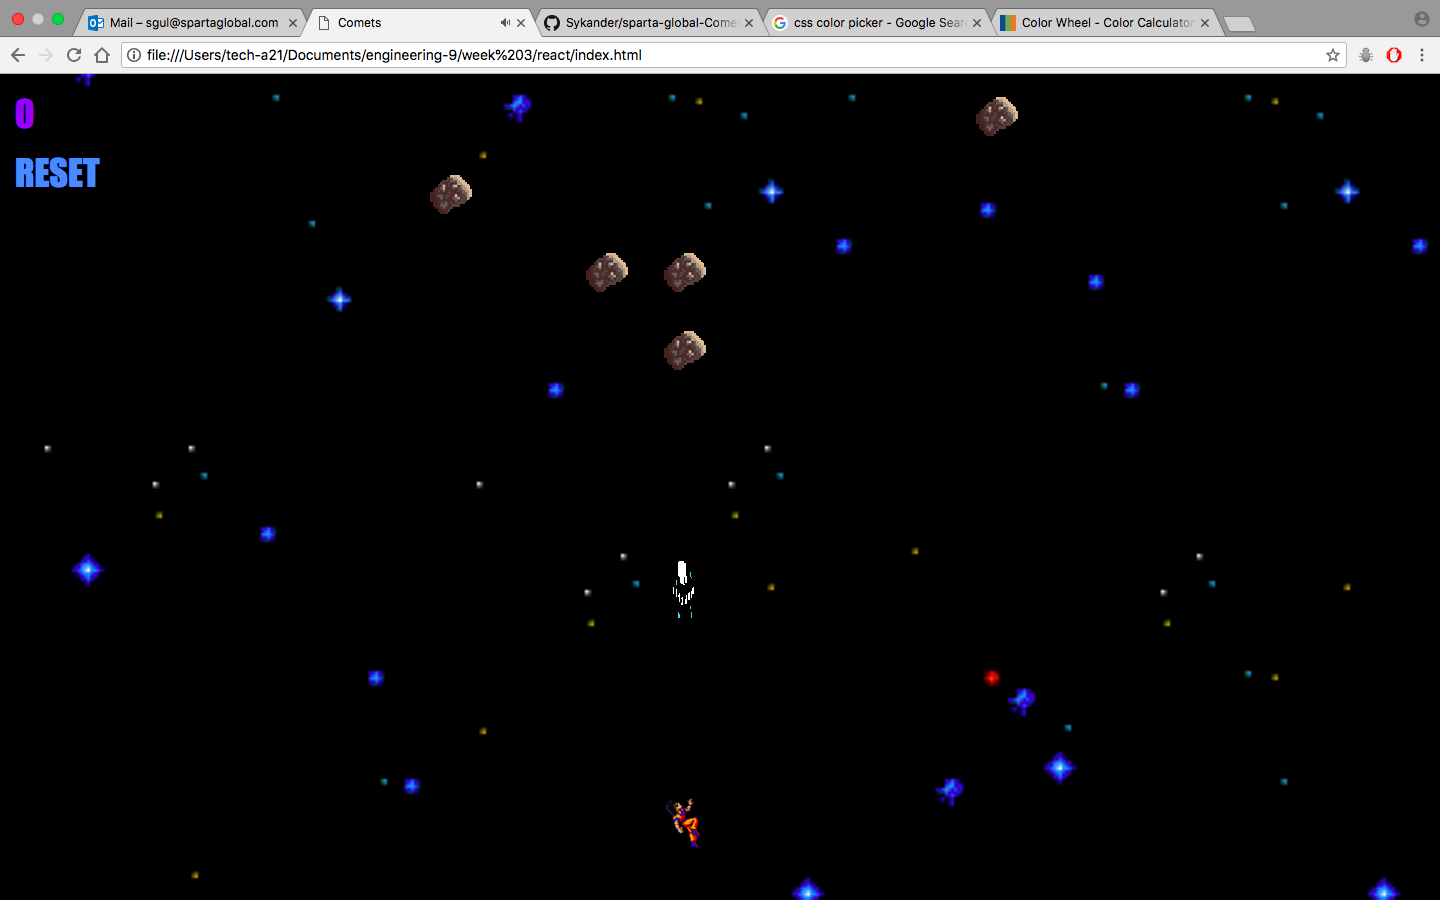 Mail – sgul@spartaglobal.com
Comets
Sykander/sparta-global-Come
css color picker - Google Sear
Color Wheel - Color Calculator
file:///Users/tech-a21/Documents/engineering-9/week%203/react/index.html
0
RESET